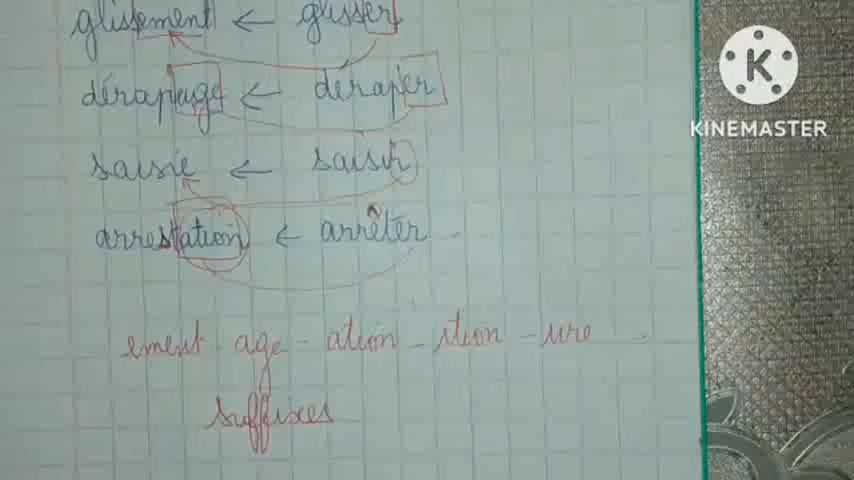 glissement ← glisser
dérapage ← déraper
saisie ← saisir
arrestation ← arrêter
ement age - ation - ition - ure
suffixes
K
KINEMASTER